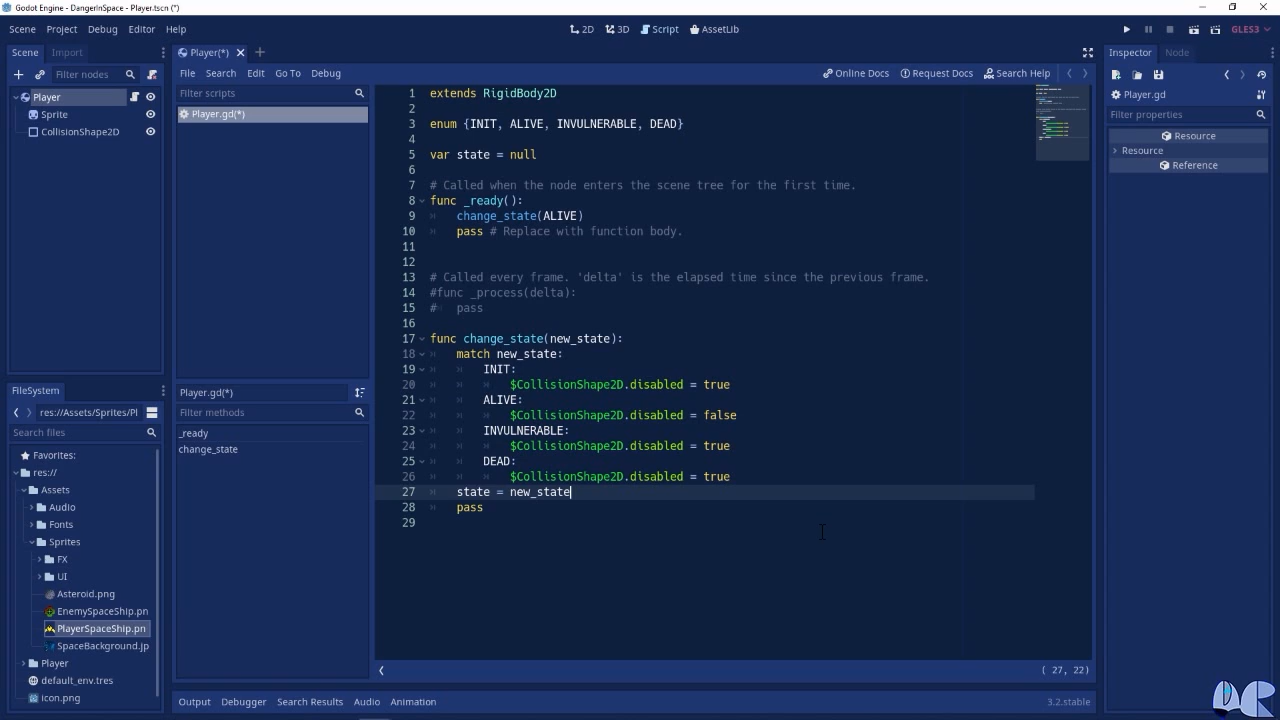 Godot Engine - DangerInSpace - Player.tscn (*)
Scene Project Debug Editor Help
2D 3D Script AssetLib
GLES3
Scene Import
Filter nodes
Player
Sprite
CollisionShape2D
FileSystem
res://Assets/Sprites/Pl
Search files
Favorites:
res://
Assets
Audio
Fonts
Sprites
FX
UI
Asteroid.png
EnemySpaceShip.pn
PlayerSpaceShip.pn
SpaceBackground.jp
Player
default_env.tres
icon.png
Player(*)
File Search Edit Go To Debug
Online Docs Request Docs Search Help
Filter scripts
Player.gd(*)
Player.gd(*)
Filter methods
_ready
change_state
1 extends RigidBody2D
2
3 enum {INIT, ALIVE, INVULNERABLE, DEAD}
4
5 var state = null
6
7 # Called when the node enters the scene tree for the first time.
8 func _ready():
9 change_state(ALIVE)
10 pass # Replace with function body.
11
12
13 # Called every frame. 'delta' is the elapsed time since the previous frame.
14 #func _process(delta):
15 # pass
16
17 func change_state(new_state):
18 match new_state:
19 INIT:
20 $CollisionShape2D.disabled = true
21 ALIVE:
22 $CollisionShape2D.disabled = false
23 INVULNERABLE:
24 $CollisionShape2D.disabled = true
25 DEAD:
26 $CollisionShape2D.disabled = true
27 state = new_state
28 pass
29
( 27, 22)
Output Debugger Search Results Audio Animation
3.2.stable
Inspector Node
Player.gd
Filter properties
Resource
Resource
Reference